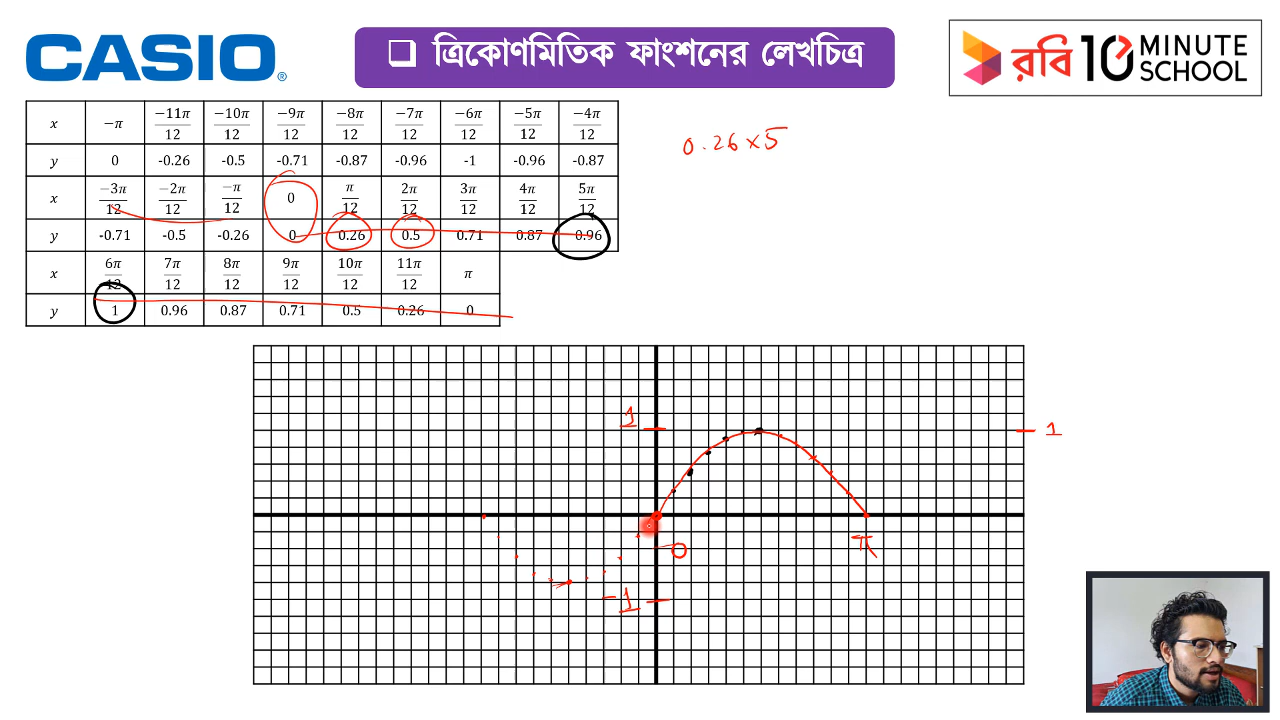 CASIO®
❑ ত্রিকোণমিতিক ফাংশনের লেখচিত্র
রবি 10 MINUTE SCHOOL
x −π −11π/12 −10π/12 −9π/12 −8π/12 −7π/12 −6π/12 −5π/12 −4π/12
y 0 -0.26 -0.5 -0.71 -0.87 -0.96 -1 -0.96 -0.87
x −3π/12 −2π/12 −π/12 0 π/12 2π/12 3π/12 4π/12 5π/12
y -0.71 -0.5 -0.26 0 0.26 0.5 0.71 0.87 0.96
x 6π/12 7π/12 8π/12 9π/12 10π/12 11π/12 π
y 1 0.96 0.87 0.71 0.5 0.26 0
0.26×5
1 1
0 π
-1